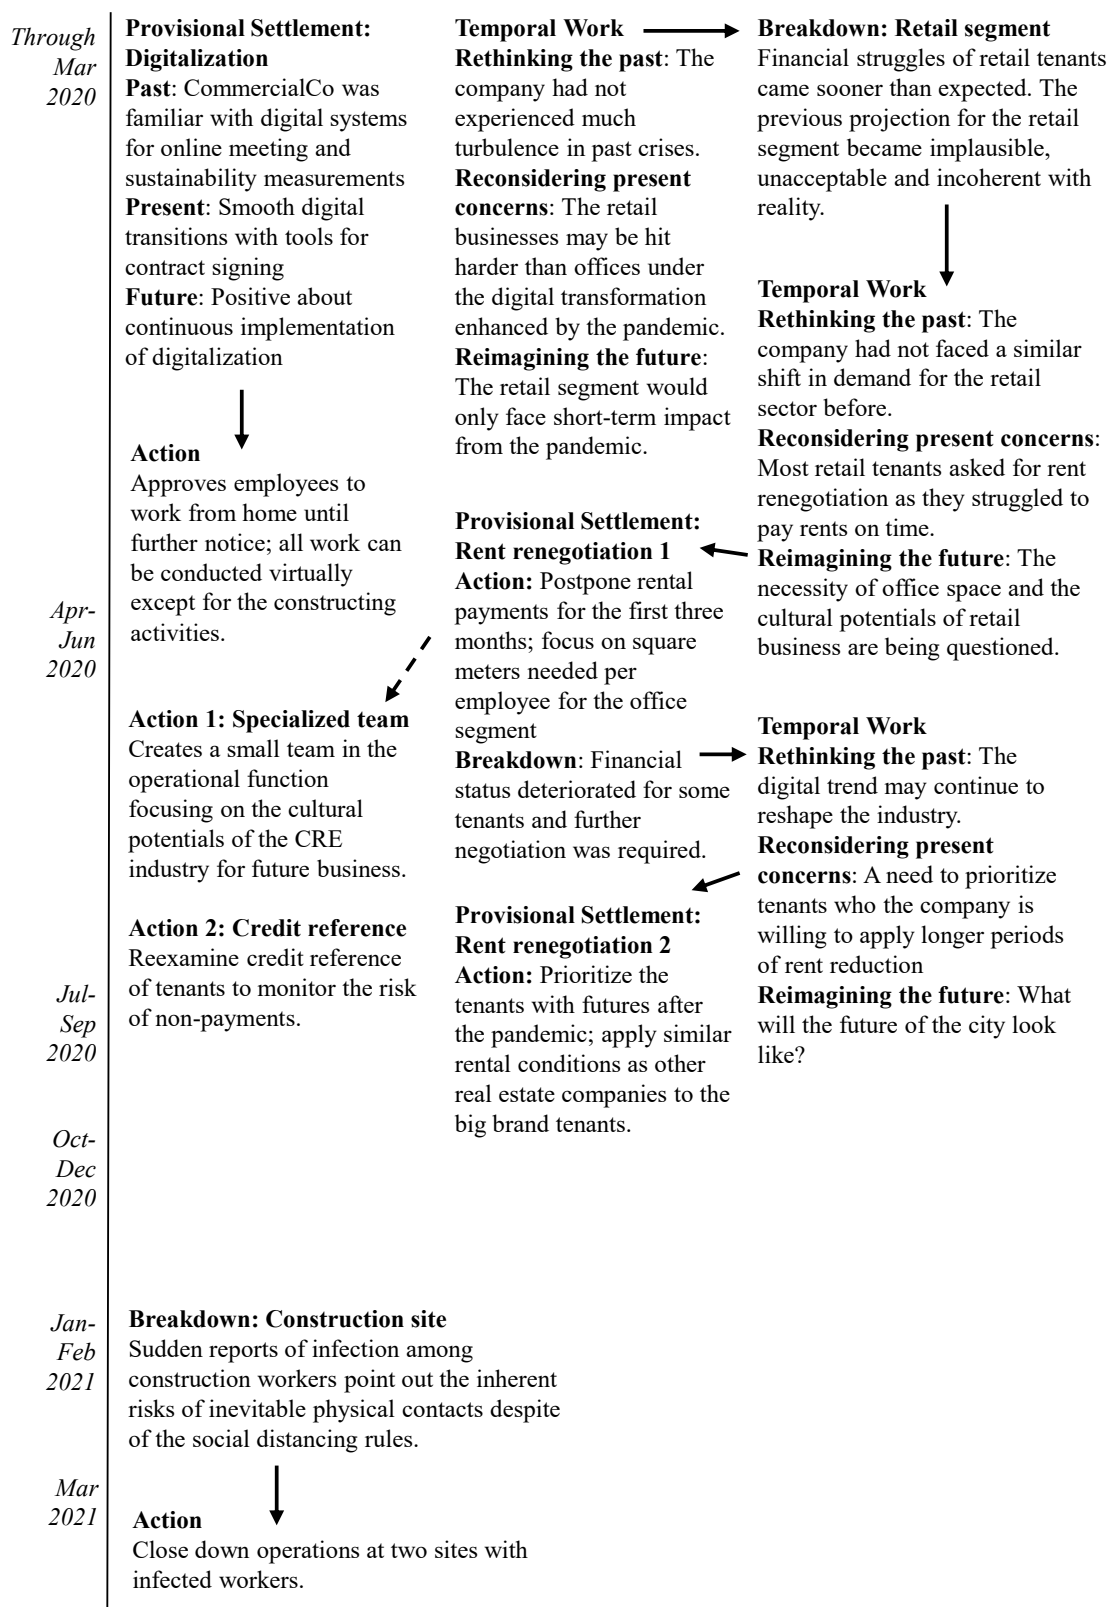 Through
Mar
2020
Provisional Settlement:
Digitalization
Past: CommercialCo was
familiar with digital systems
for online meeting and
sustainability measurements
Present: Smooth digital
transitions with tools for
contract signing
Future: Positive about
continuous implementation
of digitalization
Action
Approves employees to
work from home until
further notice; all work can
be conducted virtually
except for the constructing
activities.
Temporal Work
Rethinking the past: The
company had not
experienced much
turbulence in past crises.
Reconsidering present
concerns: The retail
businesses may be hit
harder than offices under
the digital transformation
enhanced by the pandemic.
Reimagining the future:
The retail segment would
only face short-term impact
from the pandemic.
Breakdown: Retail segment
Financial struggles of retail tenants
came sooner than expected. The
previous projection for the retail
segment became implausible,
unacceptable and incoherent with
reality.
Temporal Work
Rethinking the past: The
company had not faced a similar
shift in demand for the retail
sector before.
Reconsidering present concerns:
Most retail tenants asked for rent
renegotiation as they struggled to
pay rents on time.
Reimagining the future: The
necessity of office space and the
cultural potentials of retail
business are being questioned.
Apr-
Jun
2020
Provisional Settlement:
Rent renegotiation 1
Action: Postpone rental
payments for the first three
months; focus on square
meters needed per
employee for the office
segment
Breakdown: Financial
status deteriorated for some
tenants and further
negotiation was required.
Action 1: Specialized team
Creates a small team in the
operational function
focusing on the cultural
potentials of the CRE
industry for future business.
Action 2: Credit reference
Reexamine credit reference
of tenants to monitor the risk
of non-payments.
Temporal Work
Rethinking the past: The
digital trend may continue to
reshape the industry.
Reconsidering present
concerns: A need to prioritize
tenants who the company is
willing to apply longer periods
of rent reduction
Reimagining the future: What
will the future of the city look
like?
Jul-
Sep
2020
Provisional Settlement:
Rent renegotiation 2
Action: Prioritize the
tenants with futures after
the pandemic; apply similar
rental conditions as other
real estate companies to the
big brand tenants.
Oct-
Dec
2020
Jan-
Feb
2021
Breakdown: Construction site
Sudden reports of infection among
construction workers point out the inherent
risks of inevitable physical contacts despite
of the social distancing rules.
Mar
2021
Action
Close down operations at two sites with
infected workers.